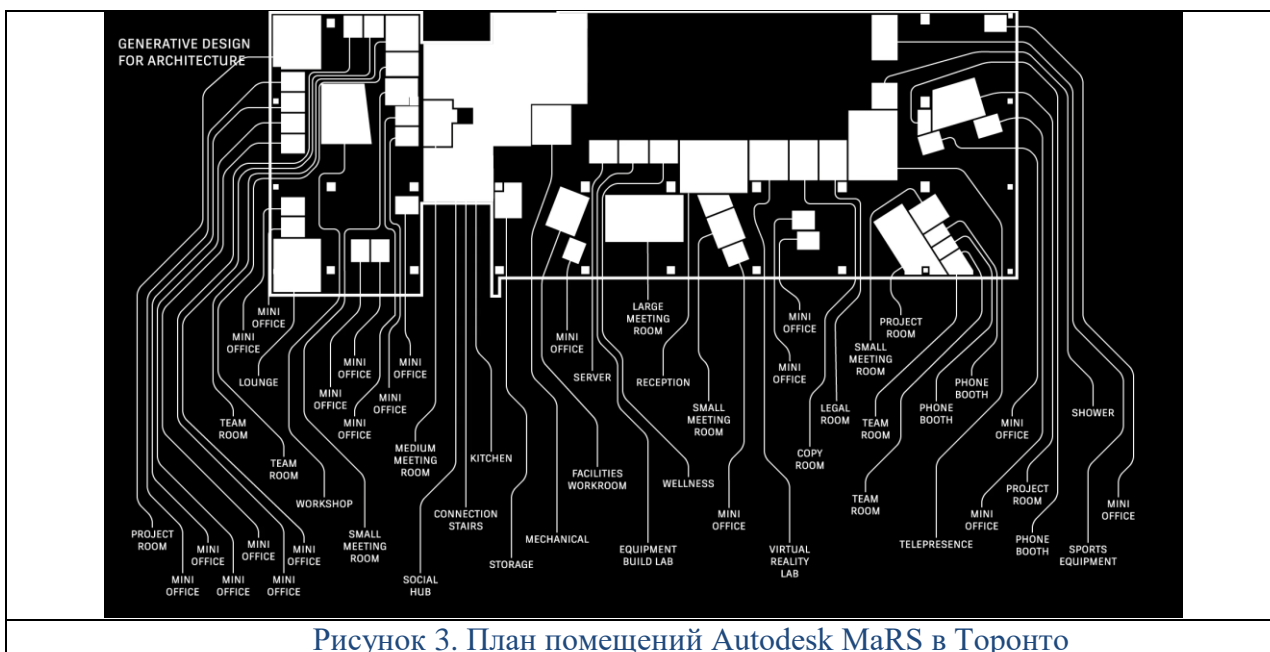 GENERATIVE DESIGN
FOR ARCHITECTURE
MINI
OFFICE
MINI
OFFICE
LOUNGE
MINI
OFFICE
MINI
OFFICE
MINI
OFFICE
MINI
OFFICE
MINI
OFFICE
MINI
OFFICE
SERVER
LARGE
MEETING
ROOM
RECEPTION
MINI
OFFICE
MINI
OFFICE
PROJECT
ROOM
SMALL
MEETING
ROOM
PHONE
BOOTH
PHONE
BOOTH
SHOWER
TEAM
ROOM
TEAM
ROOM
MEDIUM
MEETING
ROOM
KITCHEN
SMALL
MEETING
ROOM
LEGAL
ROOM
TEAM
ROOM
MINI
OFFICE
COPY
ROOM
FACILITIES
WORKROOM
WELLNESS
WORKSHOP
CONNECTION
STAIRS
MINI
OFFICE
TEAM
ROOM
PROJECT
ROOM
MINI
OFFICE
MINI
OFFICE
PROJECT
ROOM
MINI
OFFICE
MINI
OFFICE
MINI
OFFICE
SMALL
MEETING
ROOM
MECHANICAL
TELEPRESENCE
PHONE
BOOTH
MINI
OFFICE
MINI
OFFICE
MINI
OFFICE
SOCIAL
HUB
STORAGE
EQUIPMENT
BUILD LAB
VIRTUAL
REALITY
LAB
SPORTS
EQUIPMENT
Рисунок 3. План помещений Autodesk MaRS в Торонто